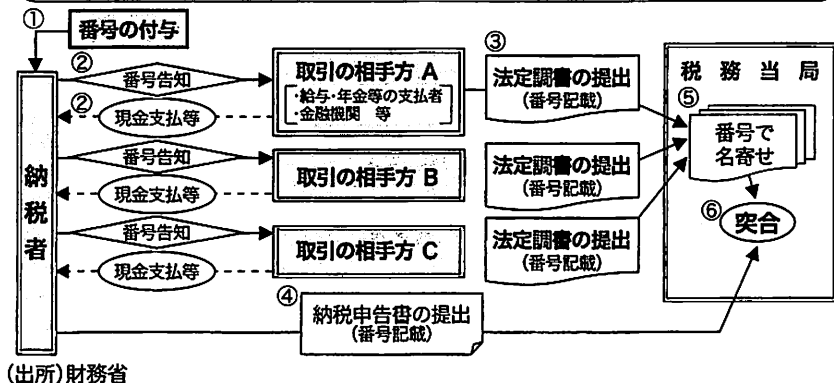 ①
番号の付与
②
番号告知
②
現金支払等
取引の相手方 A
・給与・年金等の支払者
・金融機関 等
③
法定調書の提出
(番号記載)
税務当局
⑤
番号で
名寄せ
納税者
番号告知
現金支払等
取引の相手方 B
法定調書の提出
(番号記載)
⑥
突合
番号告知
現金支払等
取引の相手方 C
法定調書の提出
(番号記載)
④
納税申告書の提出
(番号記載)
(出所)財務省